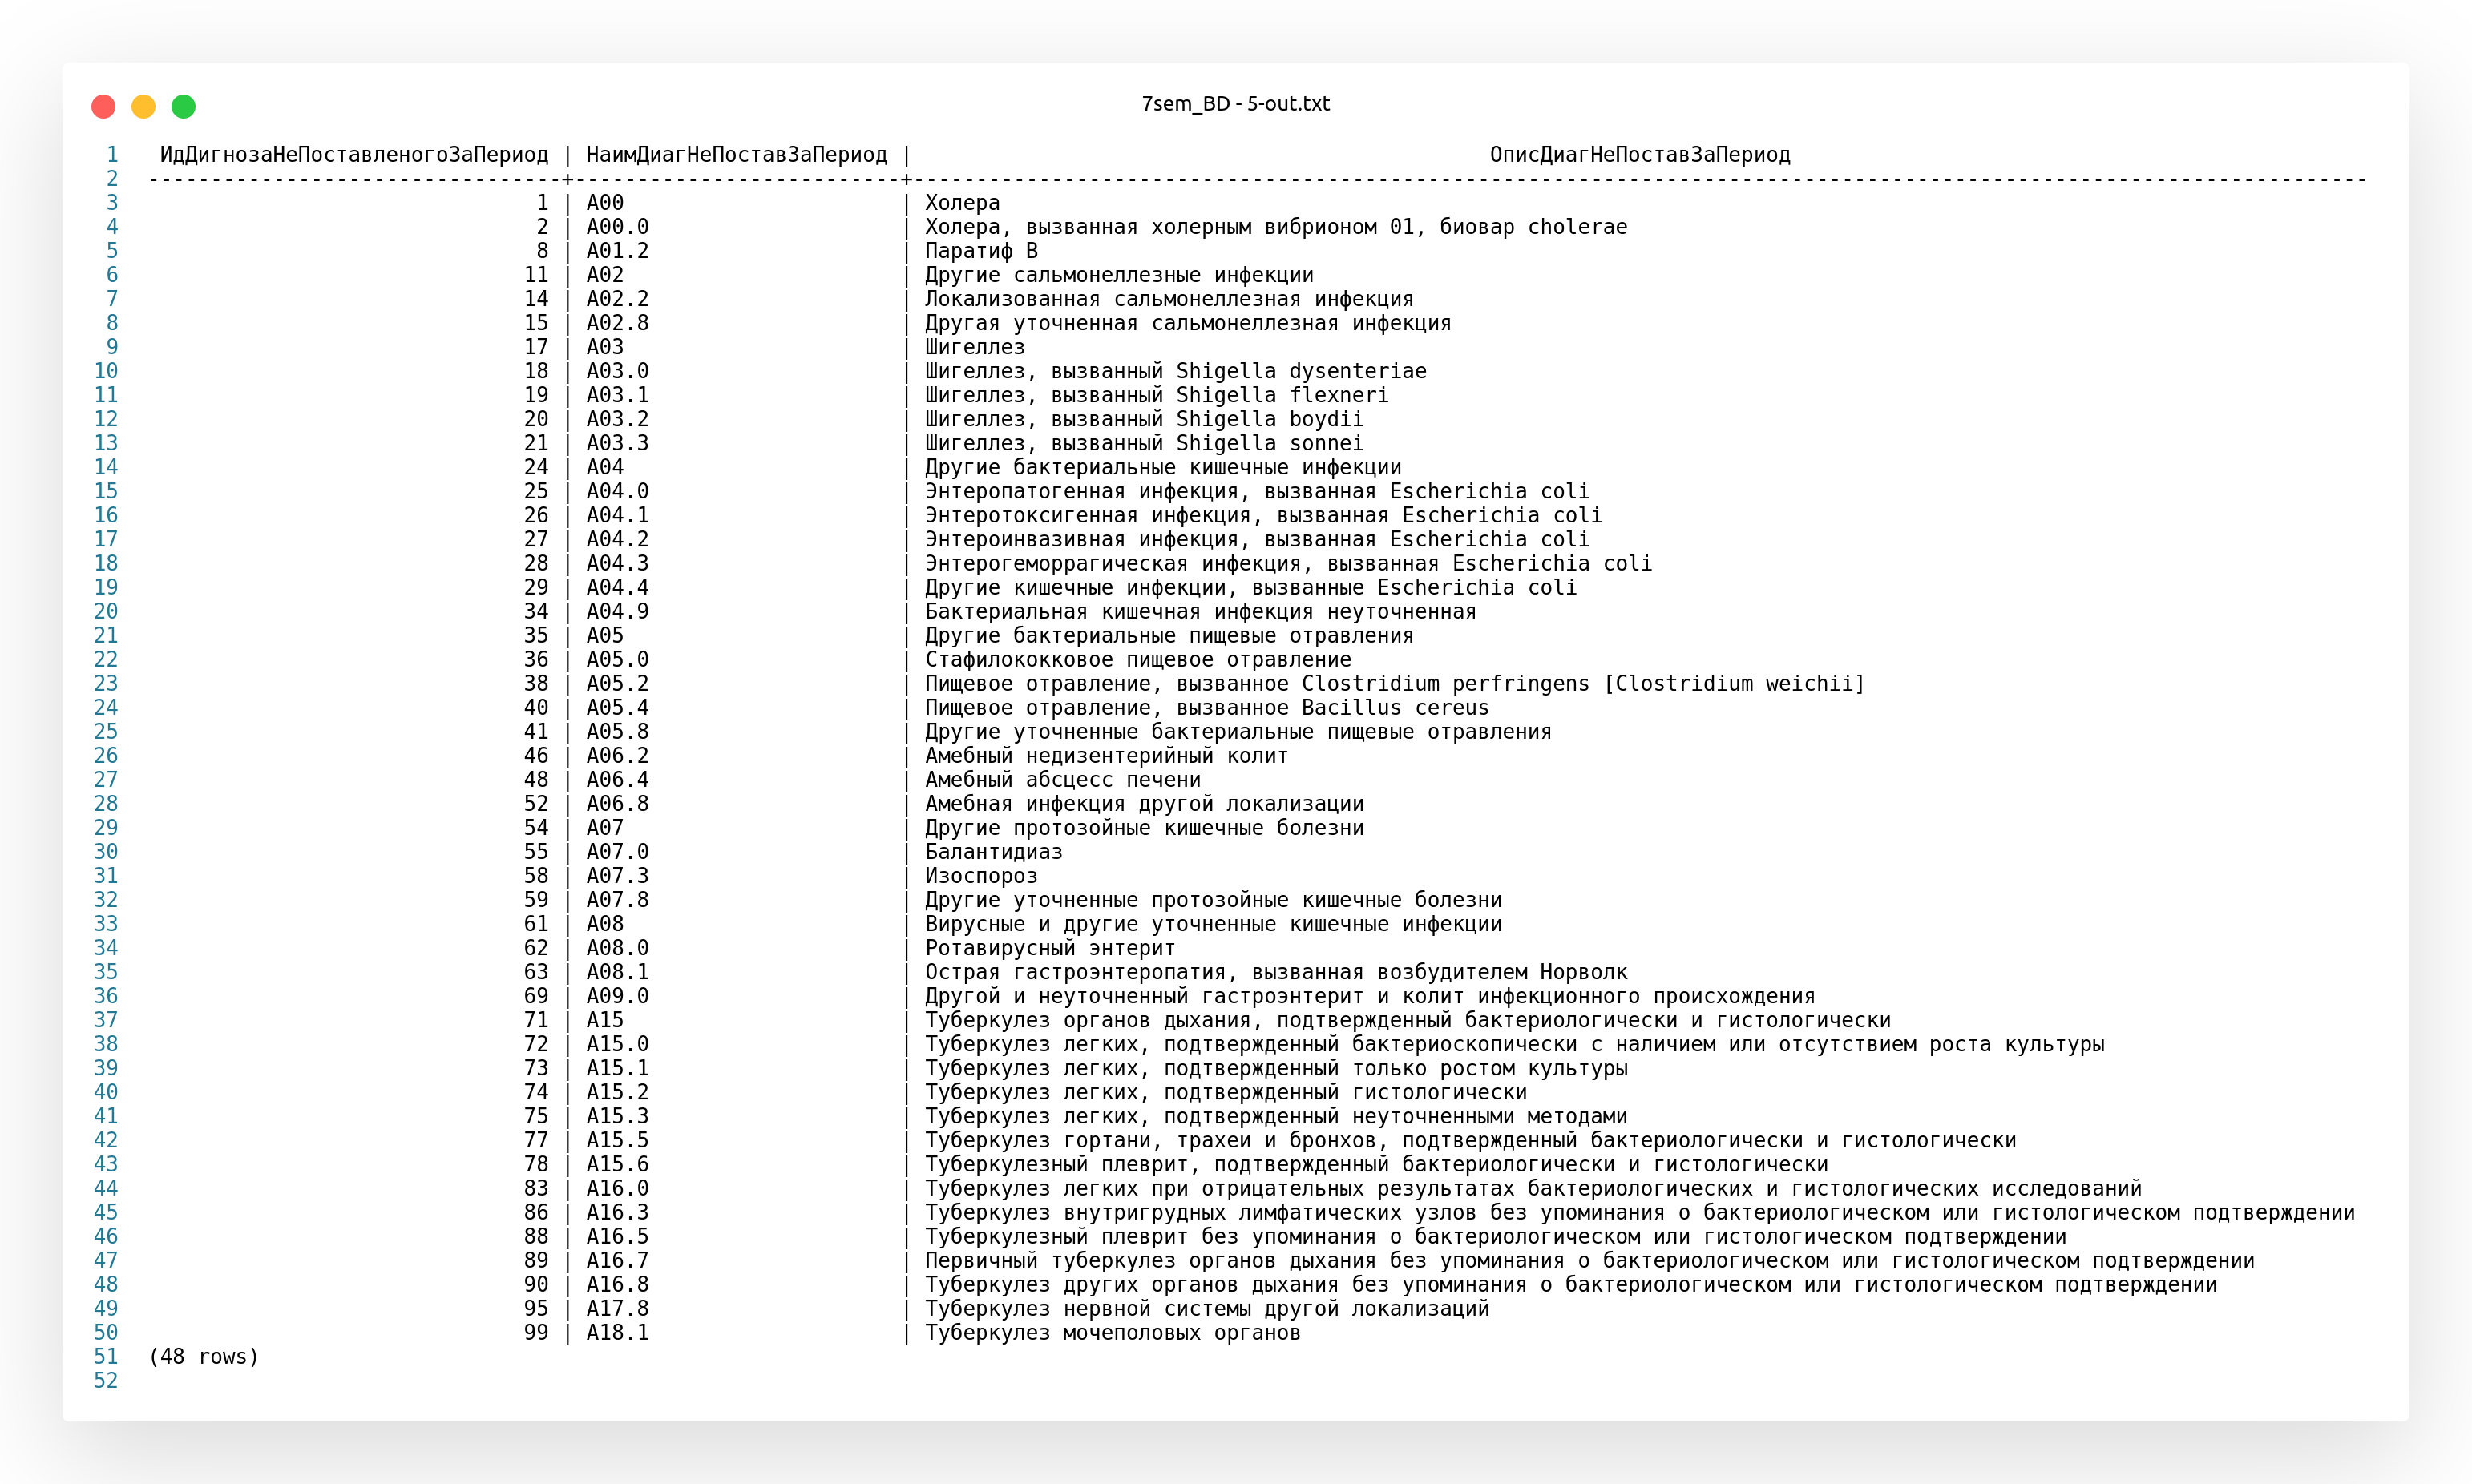 7sem_BD - 5-out.txt
1 ИдДигнозаНеПоставленогоЗаПериод | НаимДиагНеПоставЗаПериод | ОписДиагНеПоставЗаПериод
2 ---------------------------------+--------------------------+--------------------------------------------------------------------------------------------------------------------
3 1 | A00 | Холера
4 2 | A00.0 | Холера, вызванная холерным вибрионом 01, биовар cholerae
5 8 | A01.2 | Паратиф B
6 11 | A02 | Другие сальмонеллезные инфекции
7 14 | A02.2 | Локализованная сальмонеллезная инфекция
8 15 | A02.8 | Другая уточненная сальмонеллезная инфекция
9 17 | A03 | Шигеллез
10 18 | A03.0 | Шигеллез, вызванный Shigella dysenteriae
11 19 | A03.1 | Шигеллез, вызванный Shigella flexneri
12 20 | A03.2 | Шигеллез, вызванный Shigella boydii
13 21 | A03.3 | Шигеллез, вызванный Shigella sonnei
14 24 | A04 | Другие бактериальные кишечные инфекции
15 25 | A04.0 | Энтеропатогенная инфекция, вызванная Escherichia coli
16 26 | A04.1 | Энтеротоксигенная инфекция, вызванная Escherichia coli
17 27 | A04.2 | Энтероинвазивная инфекция, вызванная Escherichia coli
18 28 | A04.3 | Энтерогеморрагическая инфекция, вызванная Escherichia coli
19 29 | A04.4 | Другие кишечные инфекции, вызванные Escherichia coli
20 34 | A04.9 | Бактериальная кишечная инфекция неуточненная
21 35 | A05 | Другие бактериальные пищевые отравления
22 36 | A05.0 | Стафилококковое пищевое отравление
23 38 | A05.2 | Пищевое отравление, вызванное Clostridium perfringens [Clostridium weichii]
24 40 | A05.4 | Пищевое отравление, вызванное Bacillus cereus
25 41 | A05.8 | Другие уточненные бактериальные пищевые отравления
26 46 | A06.2 | Амебный недизентерийный колит
27 48 | A06.4 | Амебный абсцесс печени
28 52 | A06.8 | Амебная инфекция другой локализации
29 54 | A07 | Другие протозойные кишечные болезни
30 55 | A07.0 | Балантидиаз
31 58 | A07.3 | Изоспороз
32 59 | A07.8 | Другие уточненные протозойные кишечные болезни
33 61 | A08 | Вирусные и другие уточненные кишечные инфекции
34 62 | A08.0 | Ротавирусный энтерит
35 63 | A08.1 | Острая гастроэнтеропатия, вызванная возбудителем Норволк
36 69 | A09.0 | Другой и неуточненный гастроэнтерит и колит инфекционного происхождения
37 71 | A15 | Туберкулез органов дыхания, подтвержденный бактериологически и гистологически
38 72 | A15.0 | Туберкулез легких, подтвержденный бактериоскопически с наличием или отсутствием роста культуры
39 73 | A15.1 | Туберкулез легких, подтвержденный только ростом культуры
40 74 | A15.2 | Туберкулез легких, подтвержденный гистологически
41 75 | A15.3 | Туберкулез легких, подтвержденный неуточненными методами
42 77 | A15.5 | Туберкулез гортани, трахеи и бронхов, подтвержденный бактериологически и гистологически
43 78 | A15.6 | Туберкулезный плеврит, подтвержденный бактериологически и гистологически
44 83 | A16.0 | Туберкулез легких при отрицательных результатах бактериологических и гистологических исследований
45 86 | A16.3 | Туберкулез внутригрудных лимфатических узлов без упоминания о бактериологическом или гистологическом подтверждении
46 88 | A16.5 | Туберкулезный плеврит без упоминания о бактериологическом или гистологическом подтверждении
47 89 | A16.7 | Первичный туберкулез органов дыхания без упоминания о бактериологическом или гистологическом подтверждении
48 90 | A16.8 | Туберкулез других органов дыхания без упоминания о бактериологическом или гистологическом подтверждении
49 95 | A17.8 | Туберкулез нервной системы другой локализаций
50 99 | A18.1 | Туберкулез мочеполовых органов
51 (48 rows)
52